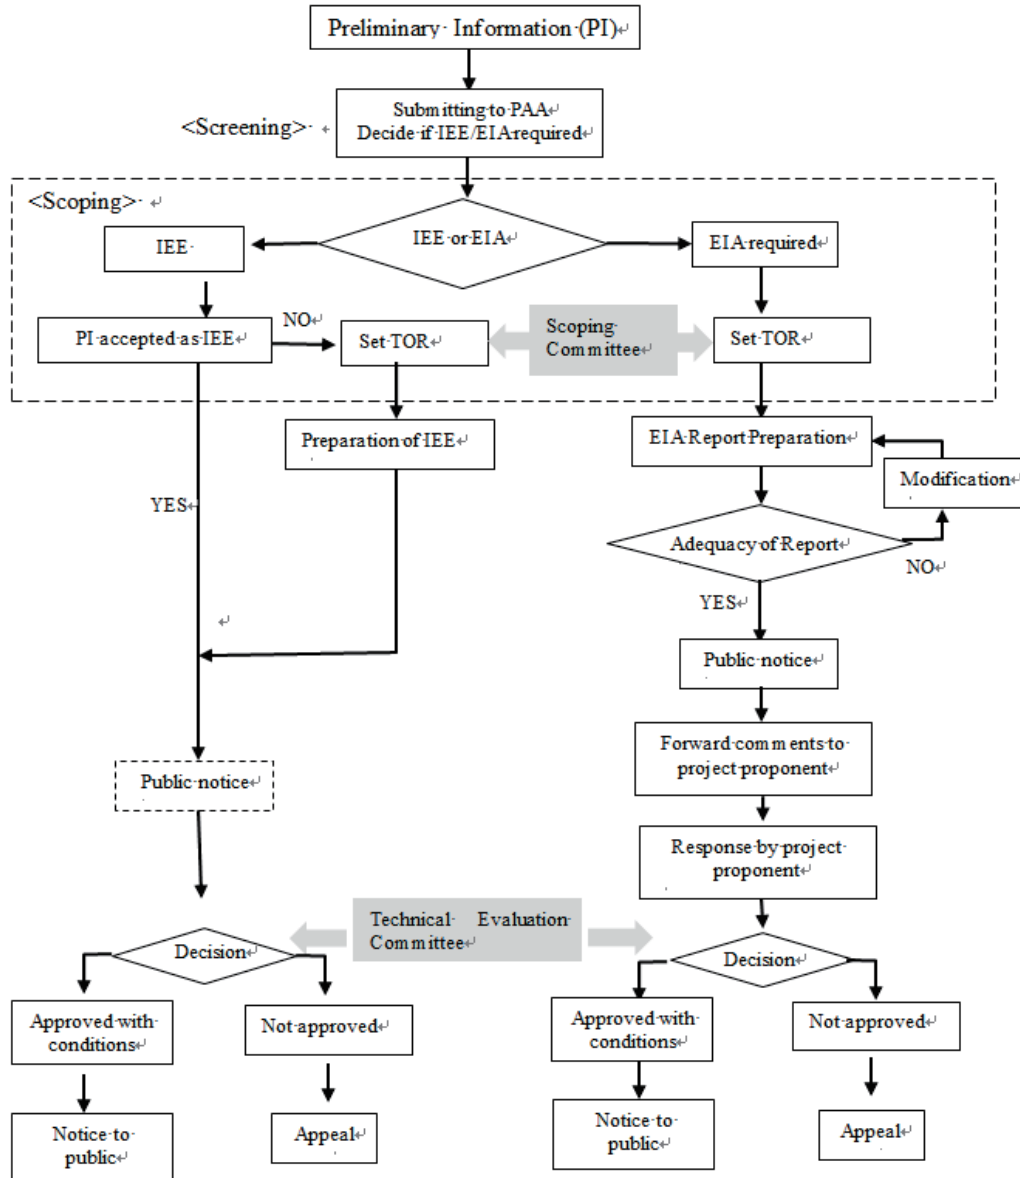 Preliminary Information (PI)
Submitting to PAA
<Screening>
Decide if IEE/EIA required
<Scoping>
IEE
IEE or EIA
EIA required
PI accepted as IEE
NO
Set TOR
Scoping
Committee
Set TOR
Preparation of IEE
EIA Report Preparation
Modification
YES
Adequacy of Report
NO
YES
Public notice
Forward comments to
project proponent
Public notice
Response by project
proponent
Technical Evaluation
Committee
Decision
Decision
Approved with
conditions
Not approved
Approved with
conditions
Not approved
Notice to
public
Appeal
Notice to
public
Appeal